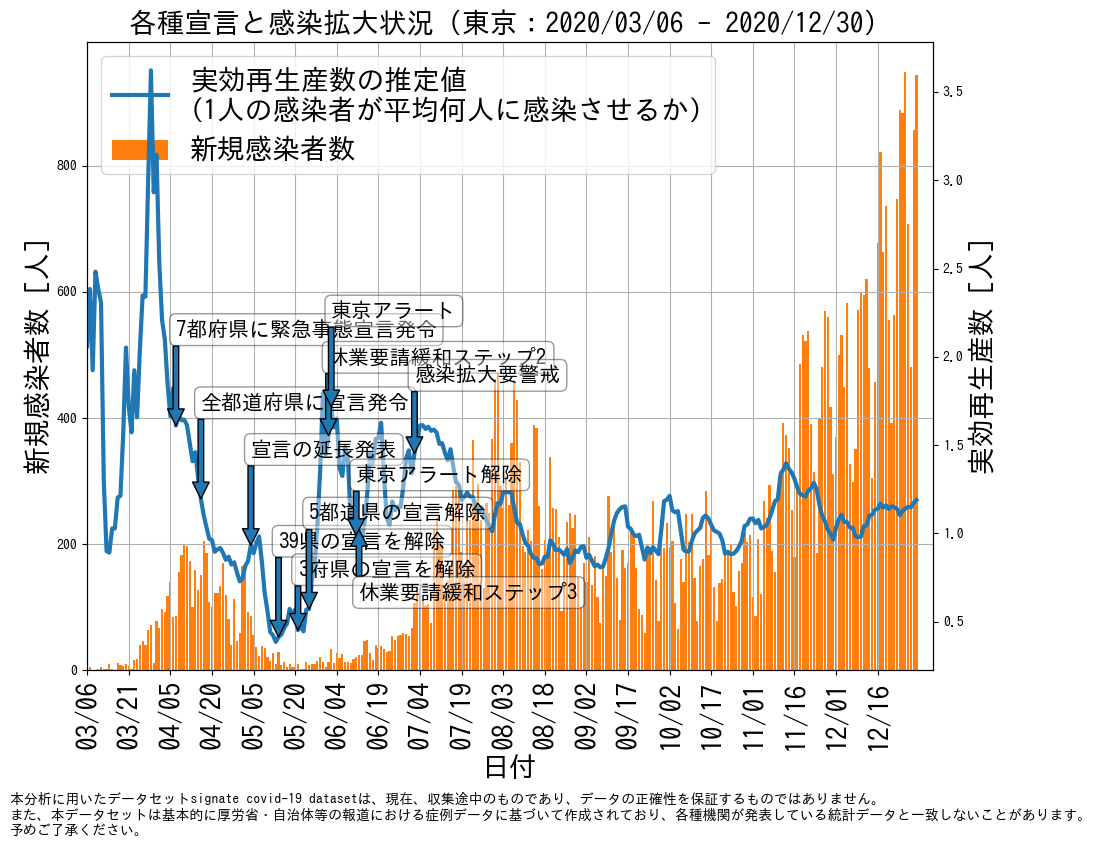 各種宣言と感染拡大状況（東京：2020/03/06 - 2020/12/30）
実効再生産数の推定値
(1人の感染者が平均何人に感染させるか)
新規感染者数
新規感染者数 [人]
800
600
400
200
0
実効再生産数 [人]
3.5
3.0
2.5
2.0
1.5
1.0
0.5
東京アラート
7都府県に緊急事態宣言発令
休業要請緩和ステップ2
感染拡大要警戒
全都道府県に宣言発令
宣言の延長発表
東京アラート解除
5都道県の宣言解除
39県の宣言を解除
3府県の宣言を解除
休業要請緩和ステップ3
03/06
03/21
04/05
04/20
05/05
05/20
06/04
06/19
07/04
07/19
08/03
08/18
09/02
09/17
10/02
10/17
11/01
11/16
12/01
12/16
日付
本分析に用いたデータセットsignate covid-19 datasetは、現在、収集途中のものであり、データの正確性を保証するものではありません。
また、本データセットは基本的に厚労省・自治体等の報道における症例データに基づいて作成されており、各種機関が発表している統計データと一致しないことがあります。
予めご了承ください。